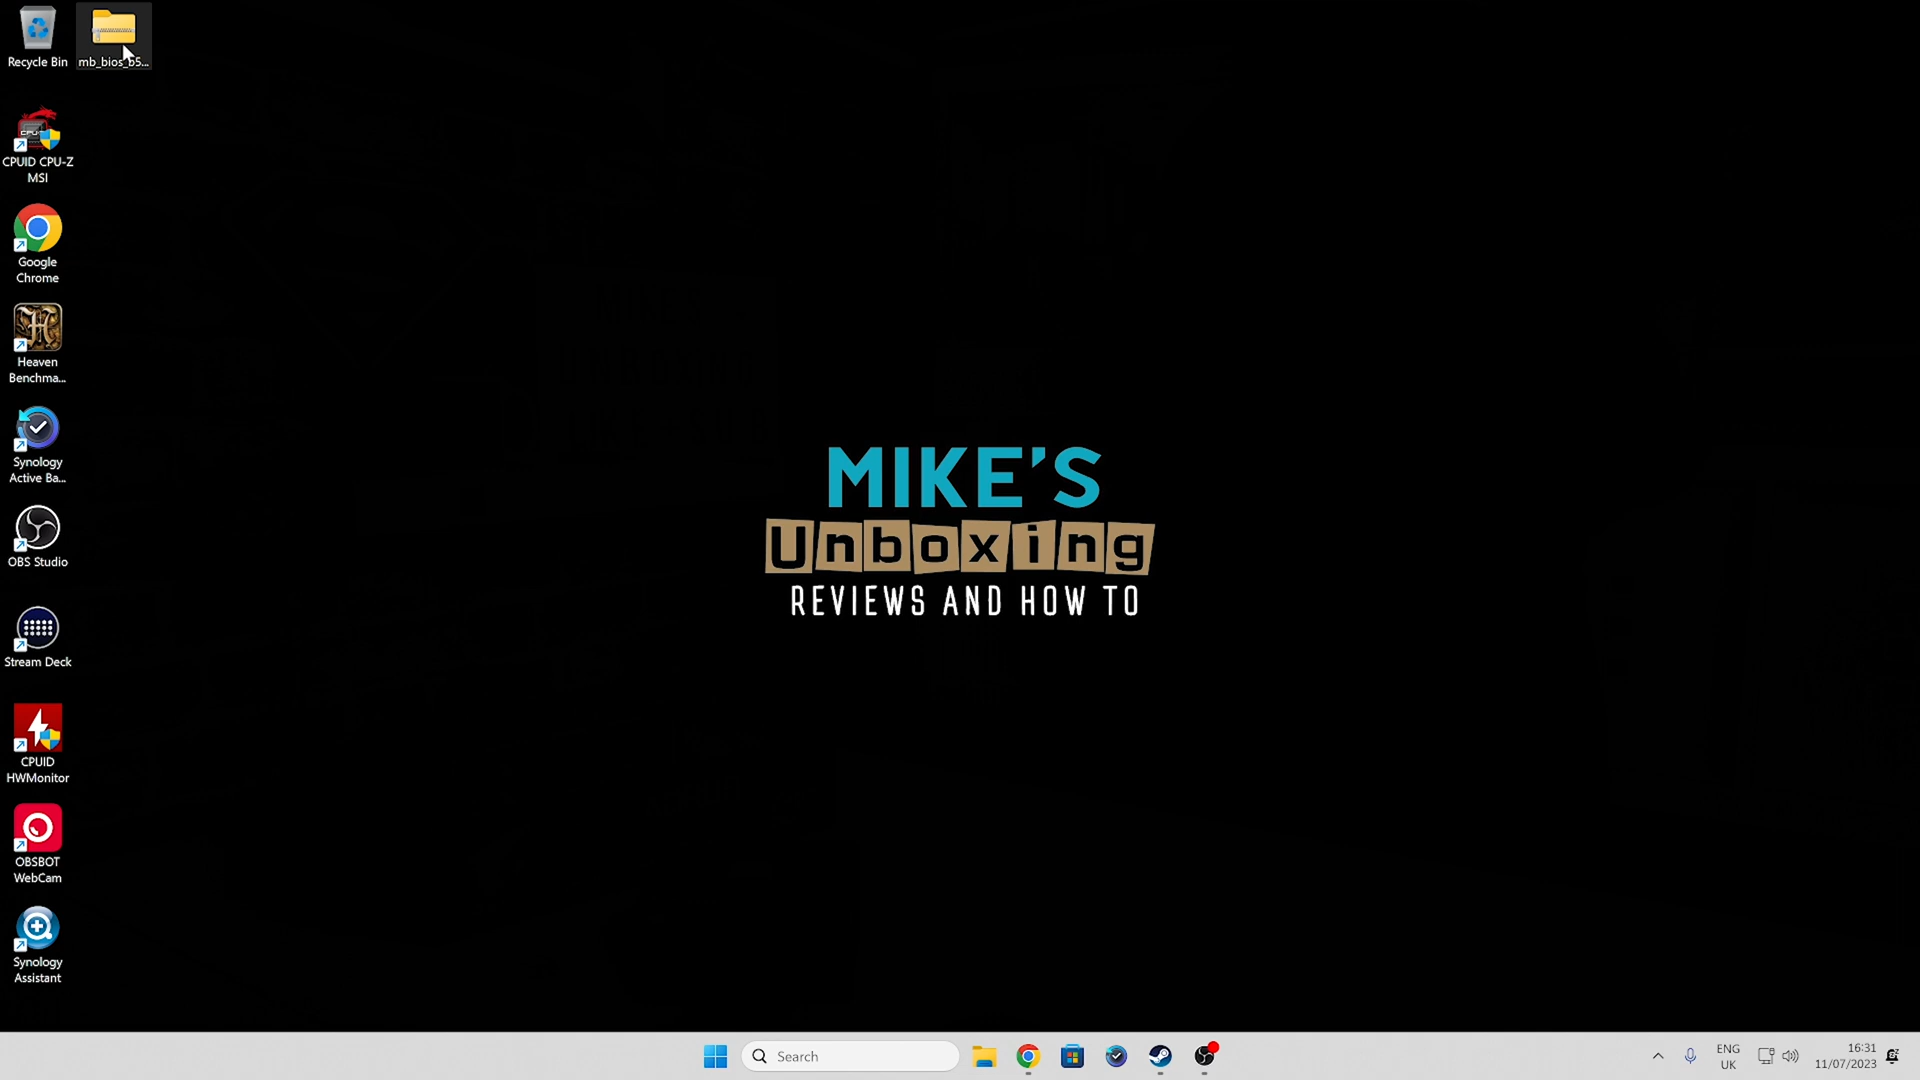 Recycle Bin
mb_bios_b5...
CPUID CPU-Z
MSI
Google
Chrome
Heaven
Benchma...
Synology
Active Ba...
OBS Studio
Stream Deck
CPUID
HWMonitor
OBSBOT
WebCam
Synology
Assistant
MIKE'S
Unboxing
REVIEWS AND HOW TO
Search
ENG
UK
16:31
11/07/2023